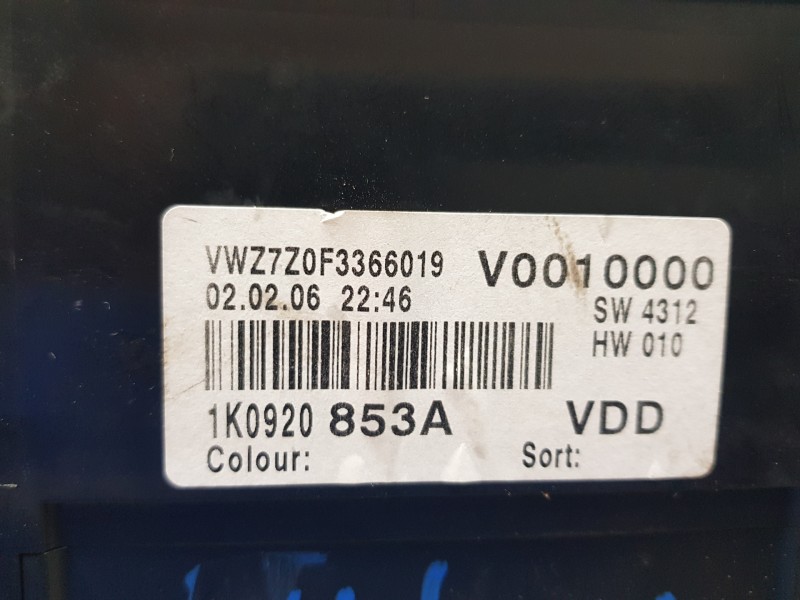 VWZ7Z0F3366019 V0010000
02.02.06 22:46 SW 4312
HW 010
1K0920 853A VDD
Colour: Sort: